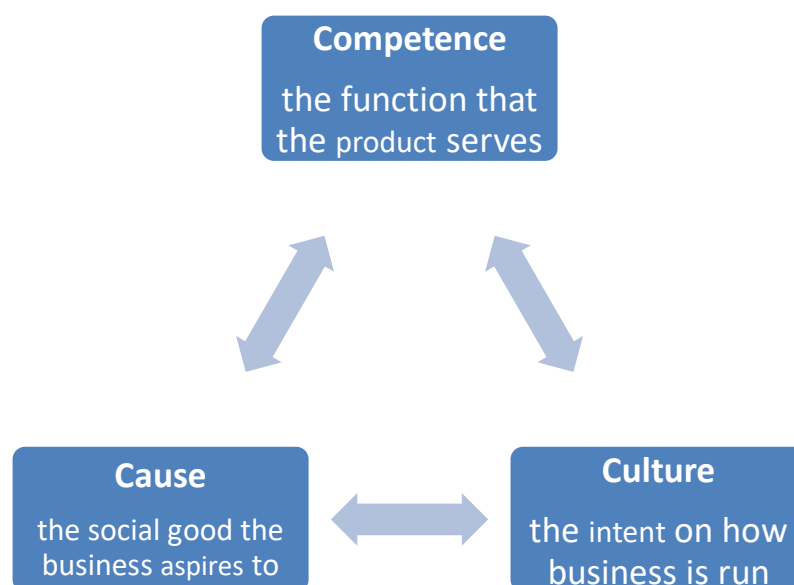 Competence
the function that
the product serves
Cause
the social good the
business aspires to
Culture
the intent on how
business is run